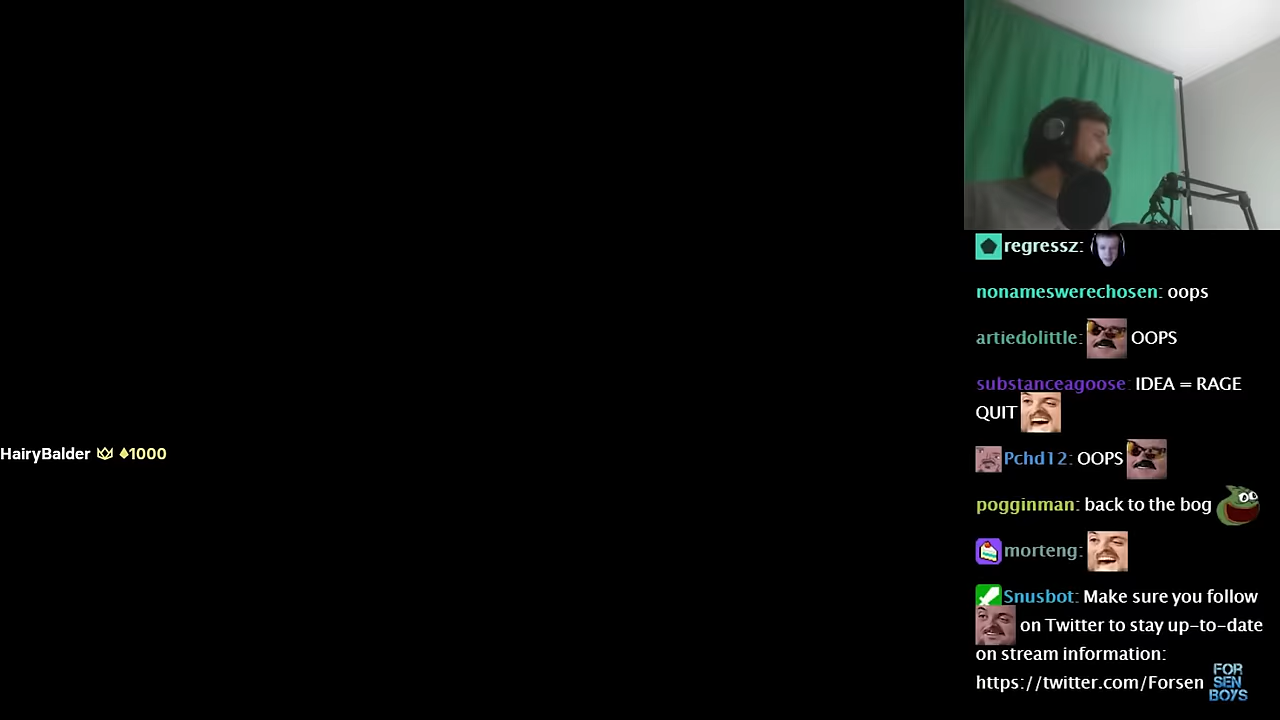 regressz:
nonameswerechosen: oops
artiedolittle: OOPS
substanceagoose: IDEA = RAGE
QUIT
HairyBalder 1000
Pchd12: OOPS
pogginman: back to the bog
morteng:
Snusbot: Make sure you follow
on Twitter to stay up-to-date
on stream information:
https://twitter.com/Forsen
FOR
SEN
BOYS